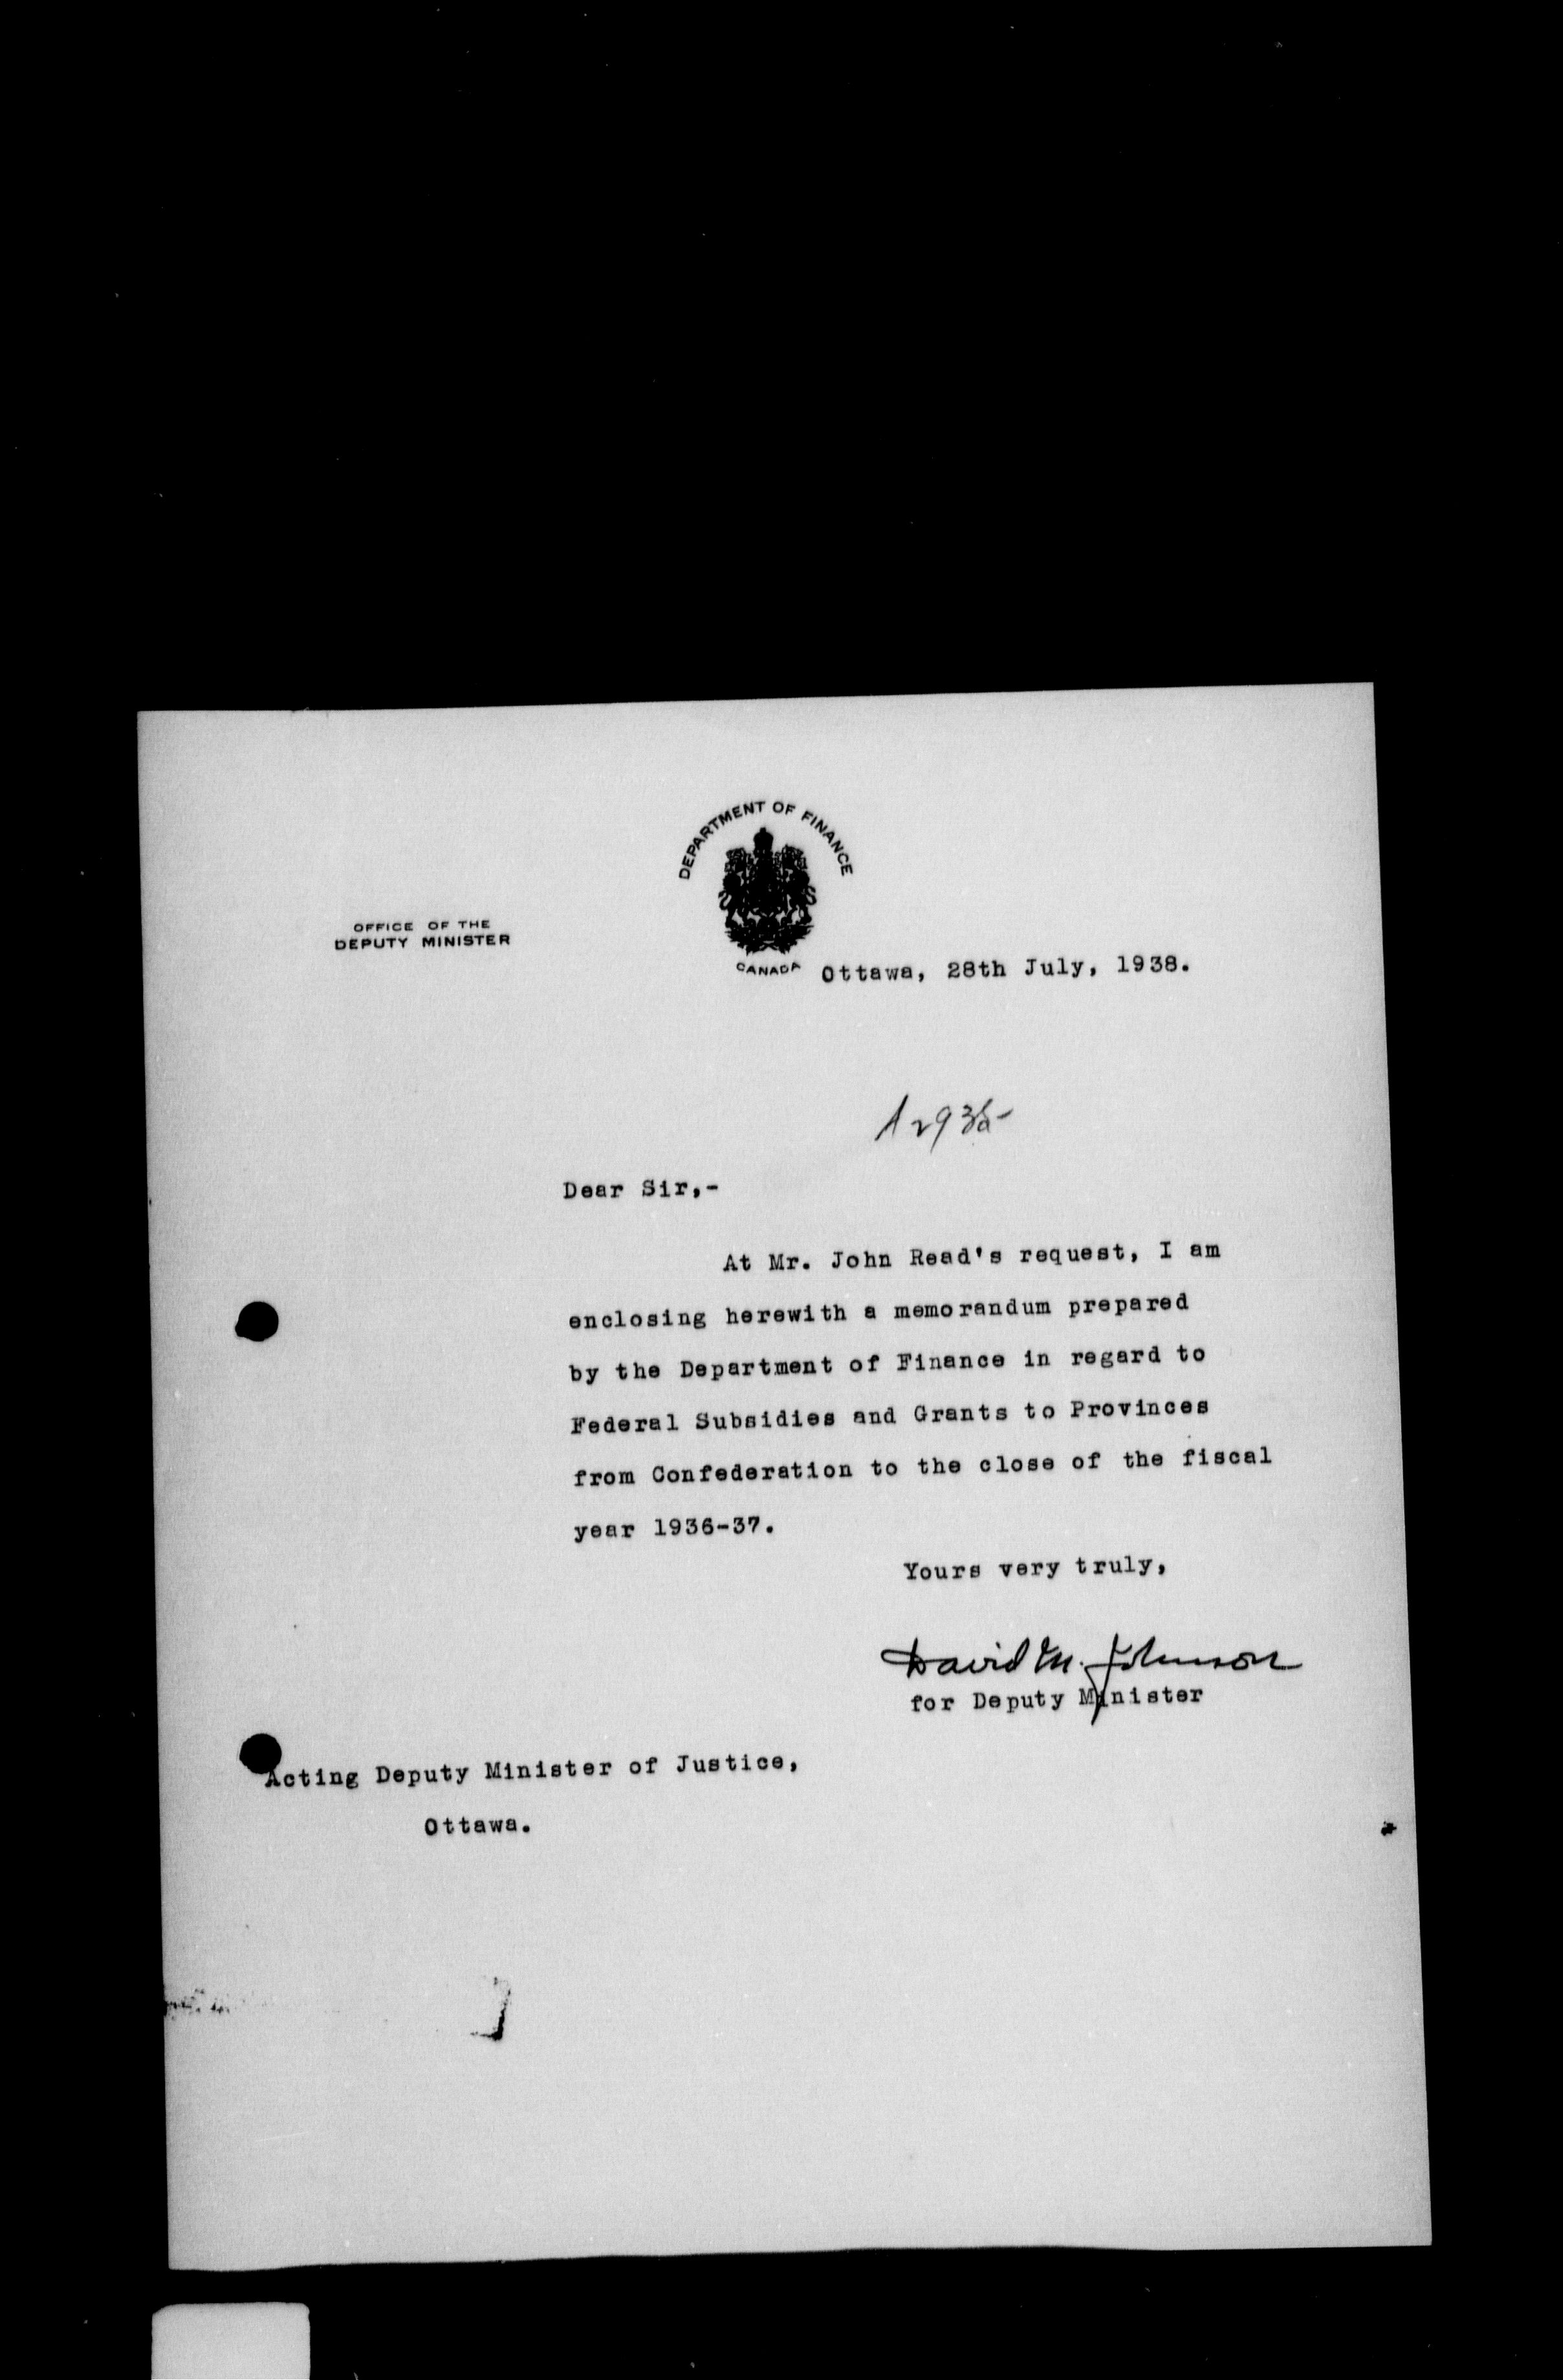 DEPARTMENT OF FINANCE
OFFICE OF THE
DEPUTY MINISTER
CANADA
Ottawa, 28th July, 1938.
Dear Sir,-
At Mr. John Read's request, I am
enclosing herewith a memorandum prepared
by the Department of Finance in regard to
Federal Subsidies and Grants to Provinces
from Confederation to the close of the fiscal
year 1936-37.
Yours very truly,
David M. Johnson
for Deputy Minister
Acting Deputy Minister of Justice,
Ottawa.